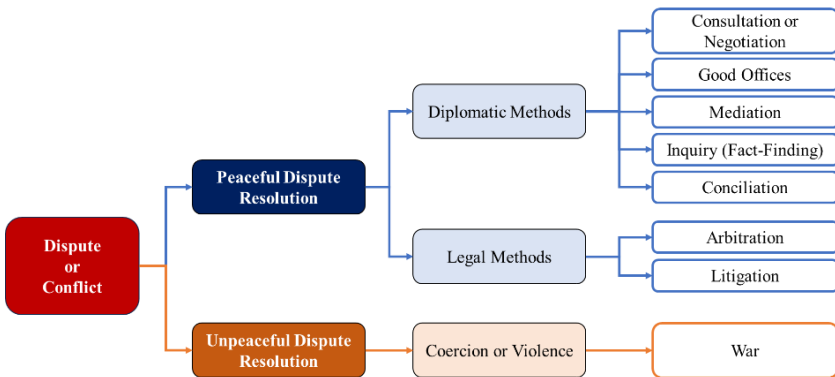 Dispute
or
Conflict
Peaceful Dispute
Resolution
Unpeaceful Dispute
Resolution
Diplomatic Methods
Legal Methods
Coercion or Violence
Consultation or
Negotiation
Good Offices
Mediation
Inquiry (Fact-Finding)
Conciliation
Arbitration
Litigation
War